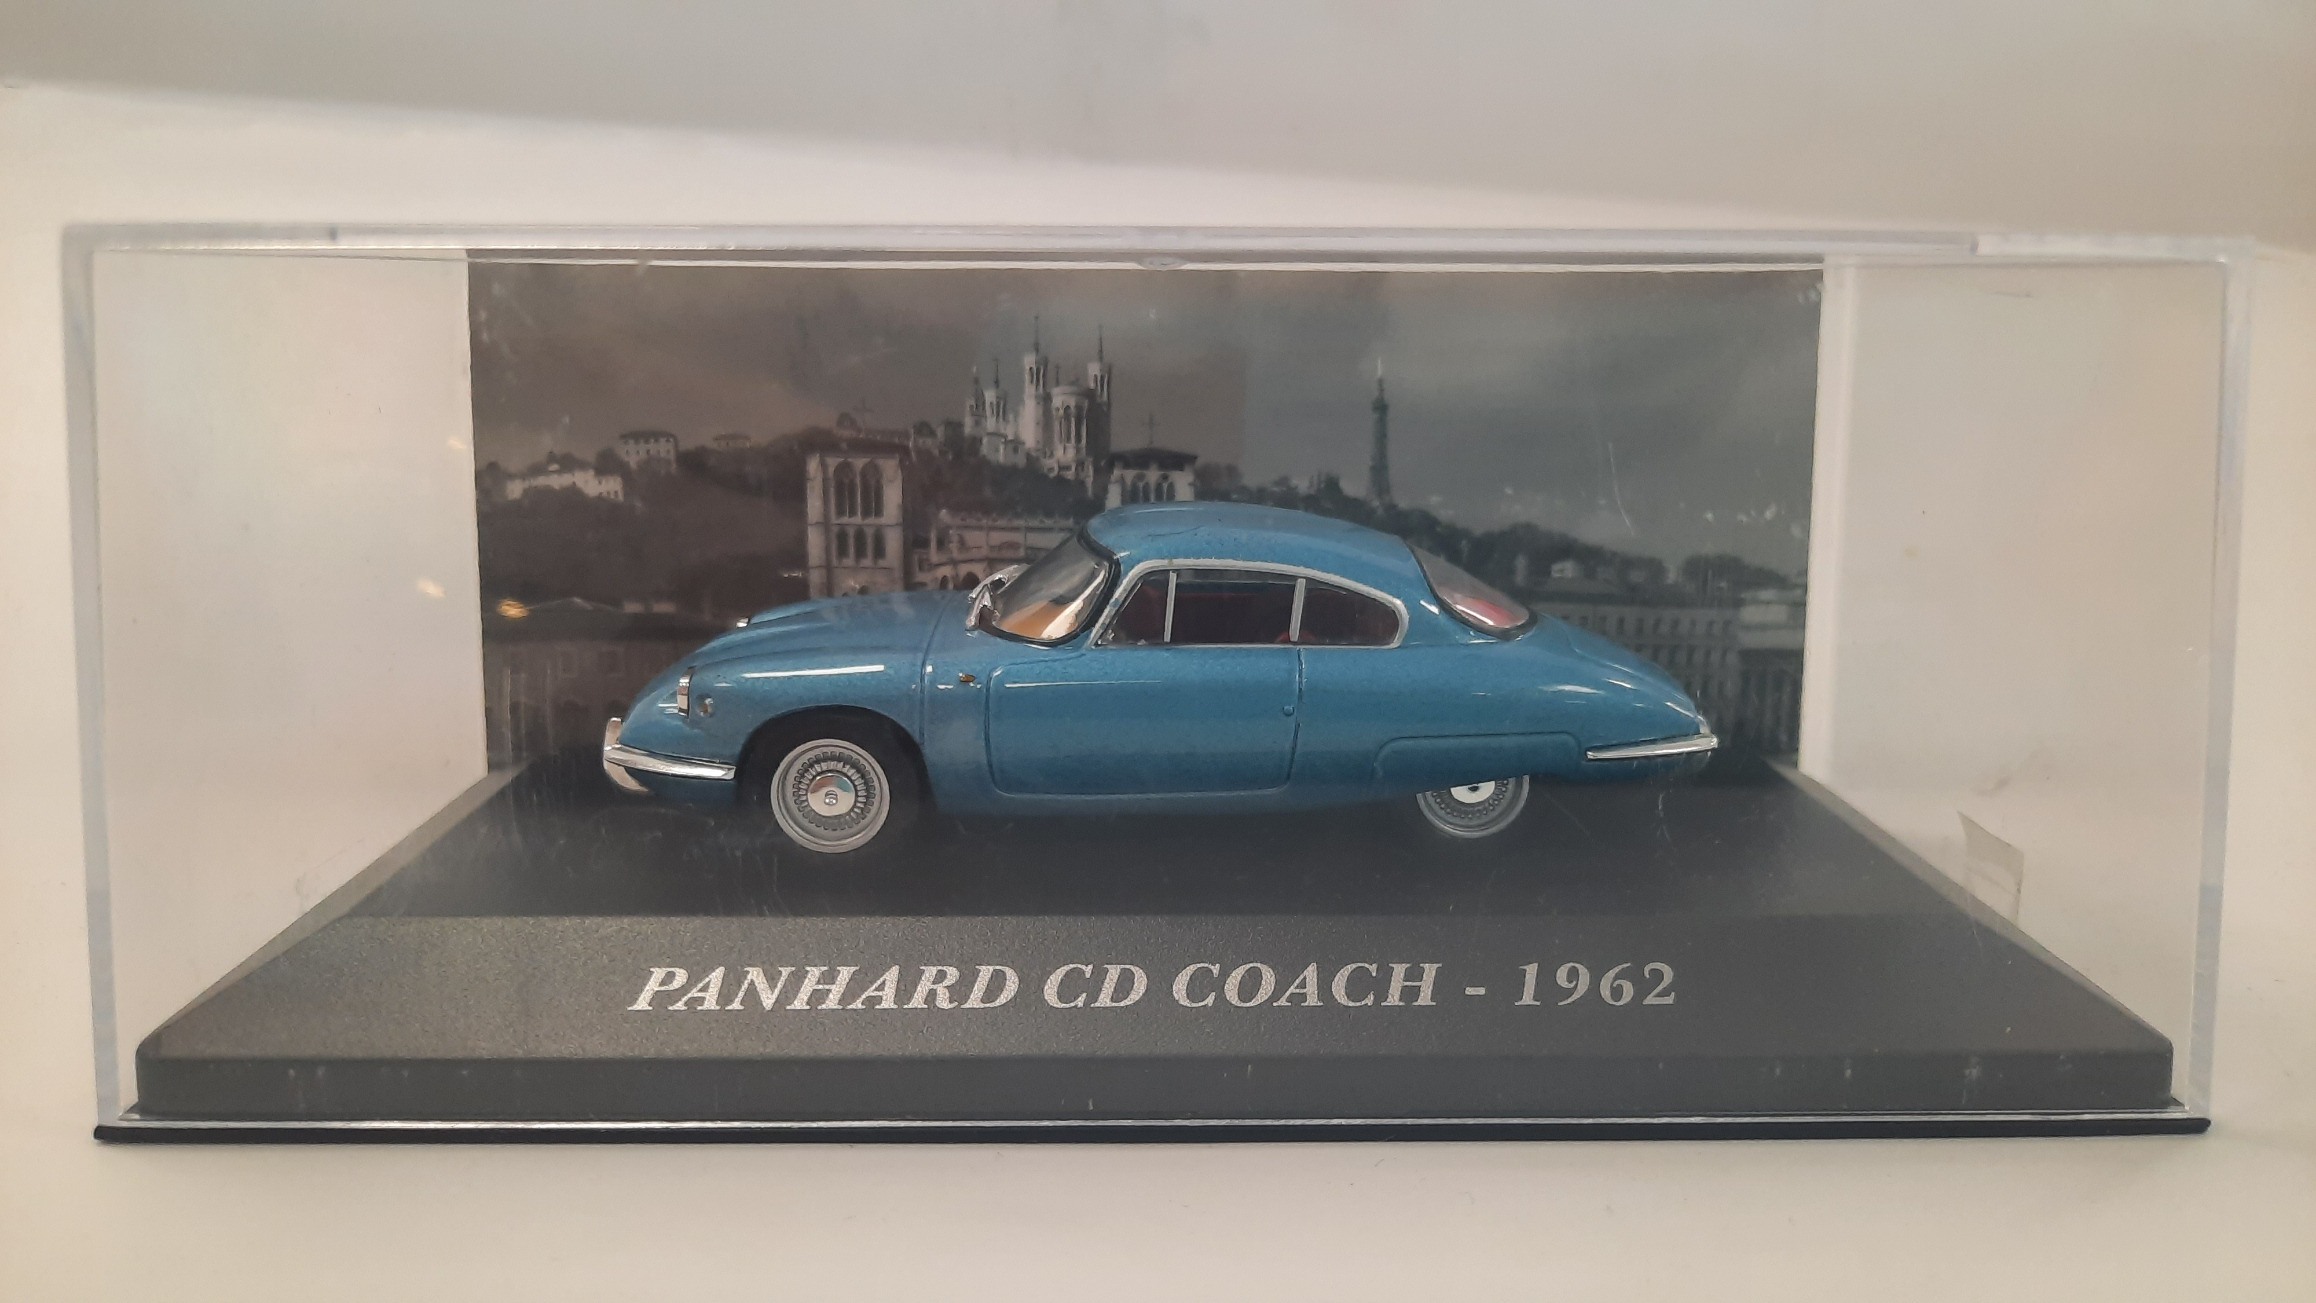 PANHARD CD COACH - 1962